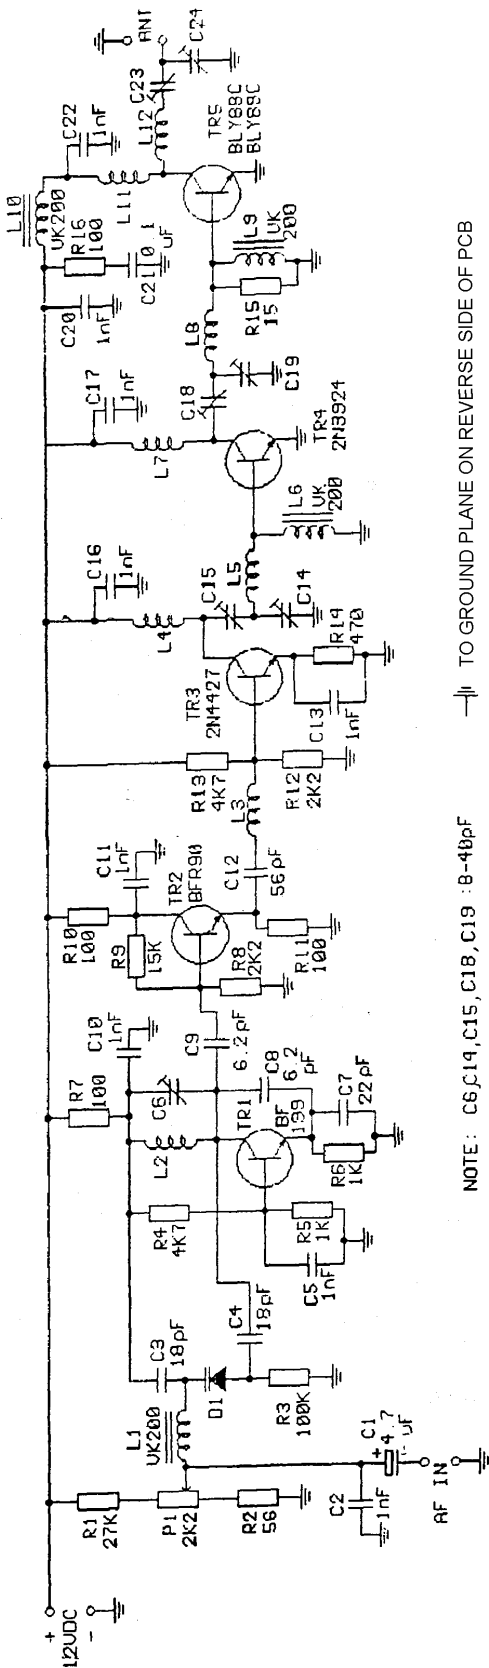 +
12VDC
-
R1
27K
P1
2K2
R2
56
L1
VK200
C2
1nF
C1
4.7
uF
+
-
AF IN
C3
18pF
D1
R3
100K
C4
18pF
R4
4K7
C5
1nF
R5
1K
L2
C6
R7
100
C10
1nF
TR1
BF
199
C8
6.2
pF
R6
1K
C7
22pF
C9
6.2pF
R8
2K2
R9
15K
R10
100
C11
1nF
TR2
BFR90
R11
100
C12
56pF
L3
R13
4K7
R12
2K2
TR3
2N4427
C13
1nF
R14
470
L4
C16
1nF
C15
C14
L5
L6
VK
200
TR4
2N3924
L7
C17
1nF
C18
C19
L8
R15
15
L9
VK
200
C20
1nF
R16
100
C21
0.1
uF
L10
VK200
C22
1nF
L11
TR5
BLY88C
BLY89C
L12
C23
C24
ANT
NOTE: C6,C14,C15,C18,C19 :8-40pF
TO GROUND PLANE ON REVERSE SIDE OF PCB